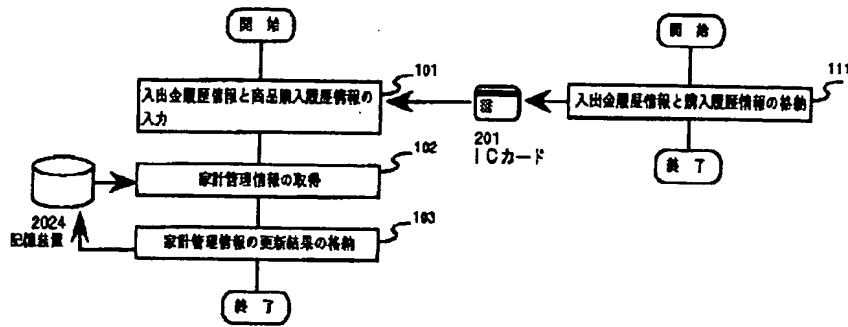 開 始
101
入出金履歴情報と商品購入履歴情報の
入力
102
家計管理情報の取得
2024
記憶装置
103
家計管理情報の更新結果の格納
終 了
開 始
111
入出金履歴情報と購入履歴情報の格納
201
ICカード
終 了